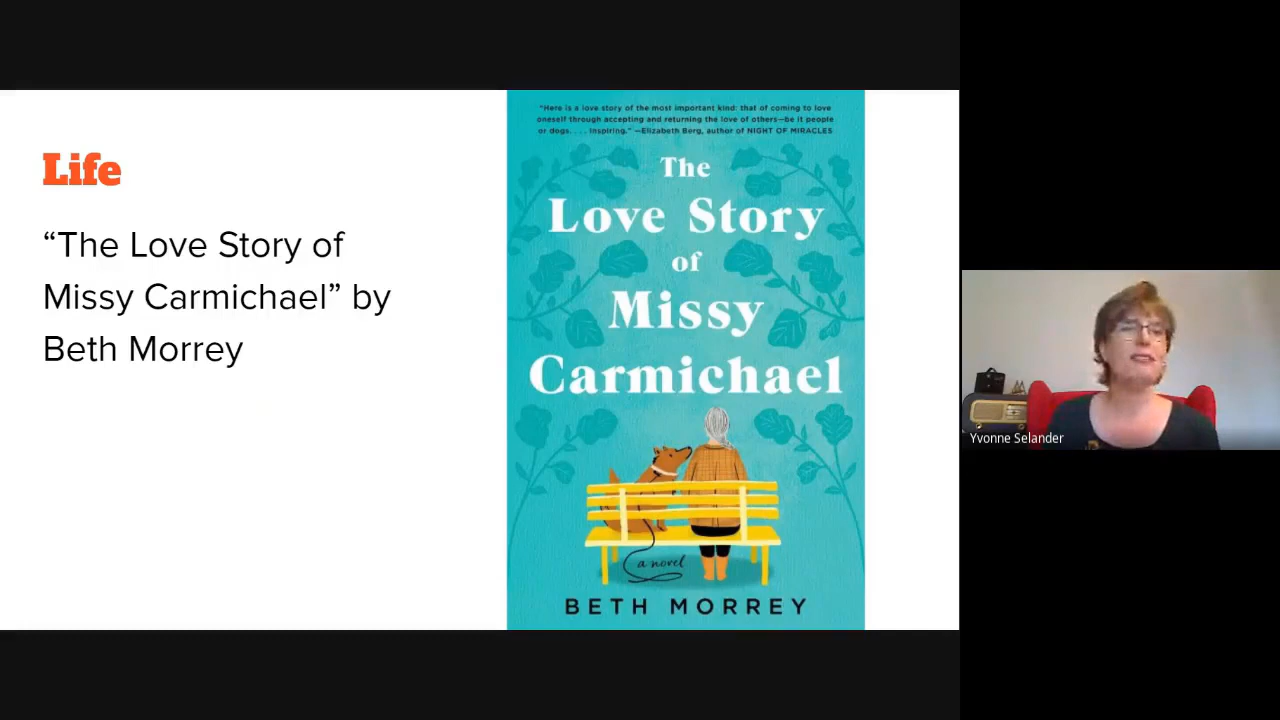 Life
“The Love Story of
Missy Carmichael” by
Beth Morrey
“Here is a love story of the most important kind: that of coming to love
oneself through accepting and returning the love of others—be it people
or dogs. . . . Inspiring.” —Elizabeth Berg, author of NIGHT OF MIRACLES
The
Love Story
of
Missy
Carmichael
a novel
BETH MORREY
Yvonne Selander